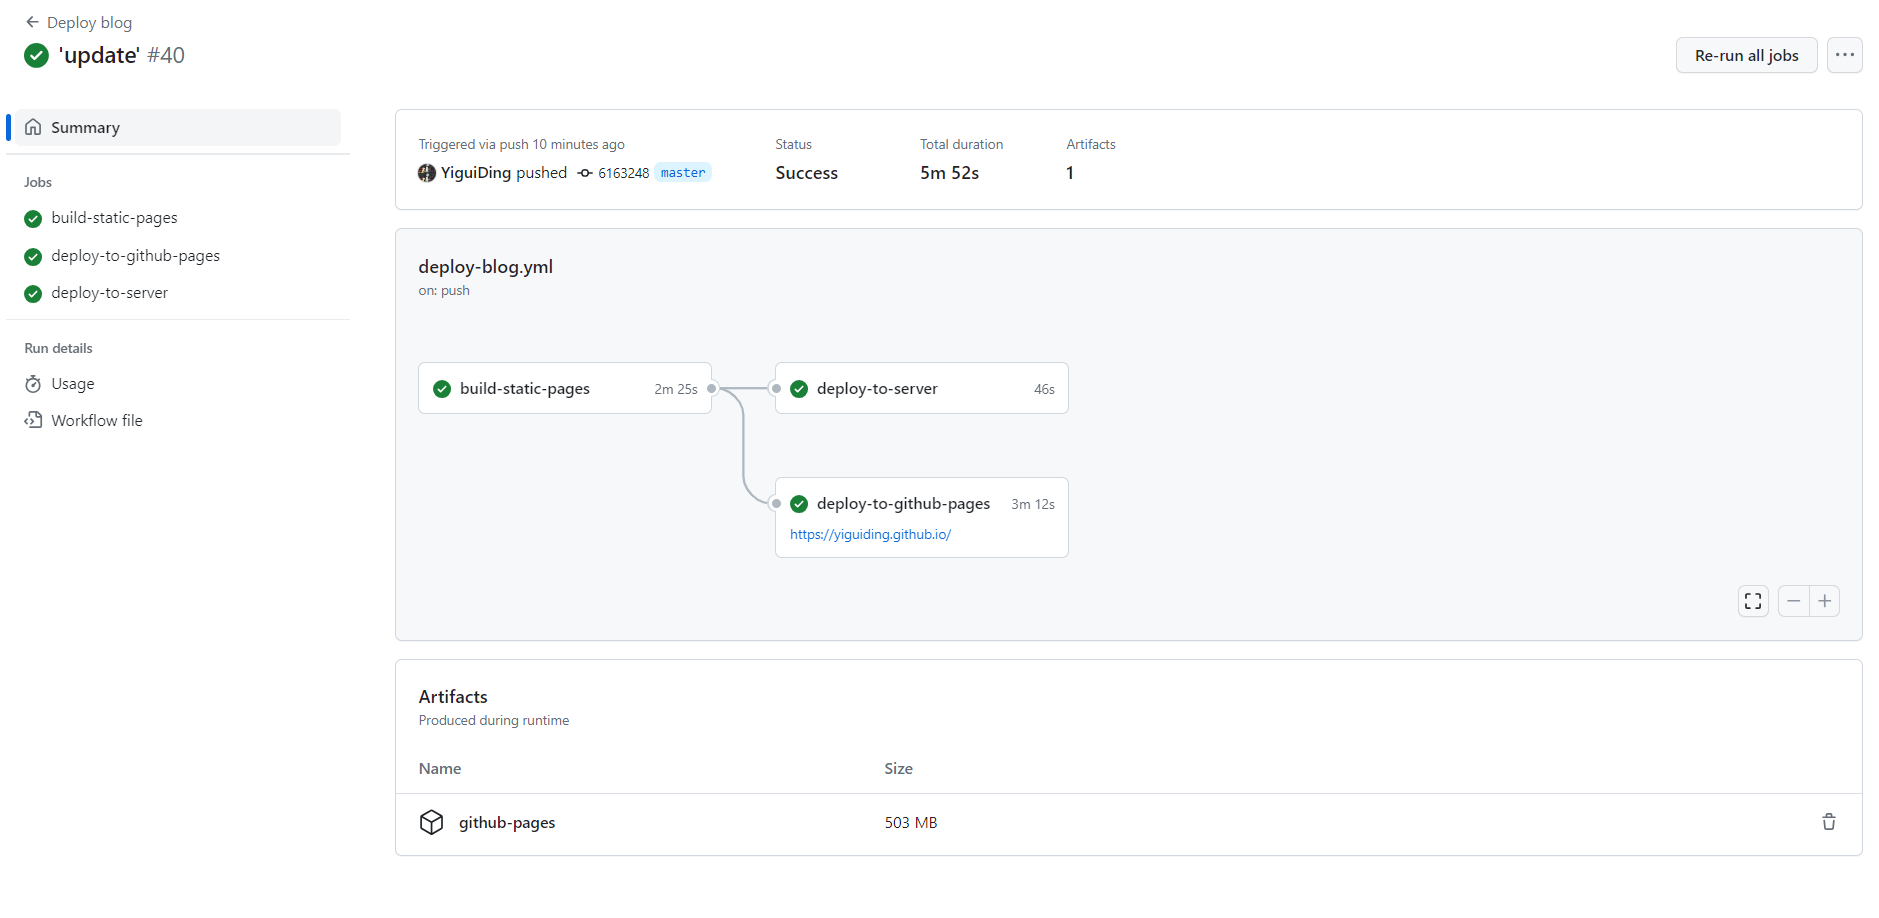 Deploy blog
'update' #40
Re-run all jobs
Summary
Jobs
build-static-pages
deploy-to-github-pages
deploy-to-server
Run details
Usage
Workflow file
Triggered via push 10 minutes ago
YiguiDing pushed 6163248 master
Status
Success
Total duration
5m 52s
Artifacts
1
deploy-blog.yml
on: push
build-static-pages 2m 25s
deploy-to-server 46s
deploy-to-github-pages 3m 12s
https://yiguiding.github.io/
Artifacts
Produced during runtime
Name Size
github-pages 503 MB